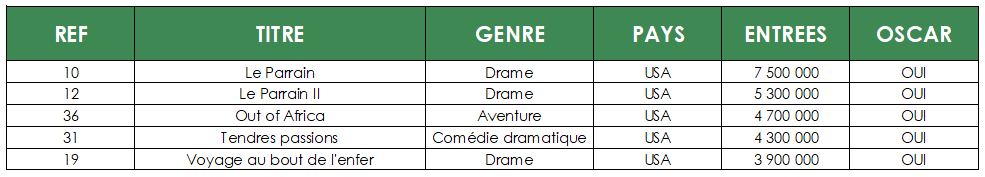 REF TITRE GENRE PAYS ENTREES OSCAR
10 Le Parrain Drame USA 7 500 000 OUI
12 Le Parrain II Drame USA 5 300 000 OUI
36 Out of Africa Aventure USA 4 700 000 OUI
31 Tendres passions Comédie dramatique USA 4 300 000 OUI
19 Voyage au bout de l'enfer Drame USA 3 900 000 OUI